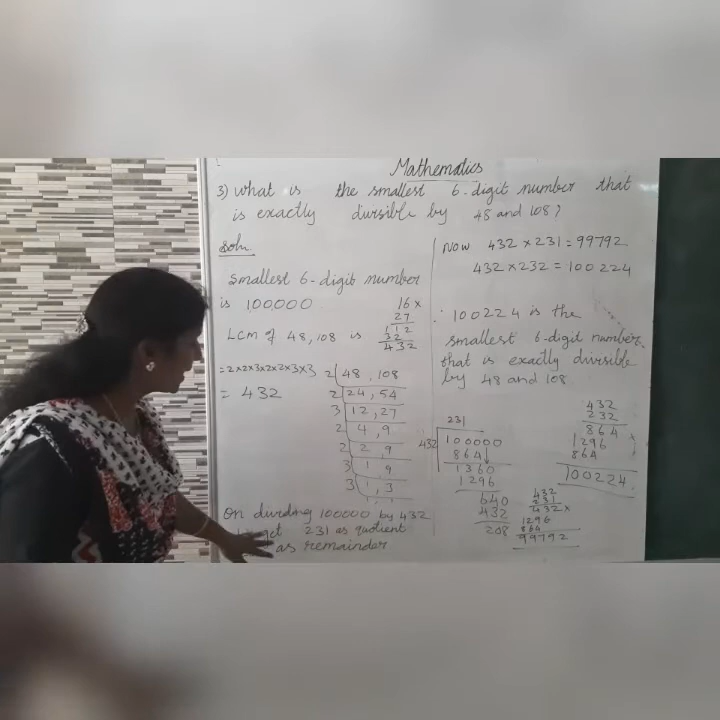 Mathematics
3) What is the smallest 6-digit number that
is exactly divisible by 48 and 108?
Soln
Smallest 6-digit number
is 100000
LCM of 48, 108 is
= 2x2x3x2x2x3x3
= 432
16 x
27
112
32
432
2 48, 108
2 24, 54
3 12, 27
2 4, 9
2 2, 9
3 1, 9
3 1, 3
1, 1
On dividing 100000 by 432
get 231 as quotient
as remainder
Now 432 x 231 = 99792
432 x 232 = 100224
∴ 100224 is the
smallest 6-digit number
that is exactly divisible
by 48 and 108
231
432 100000
864
1360
1296
640
432
208
432
231
432 x
1296
864
99792
432
232
864
1296
864
100224